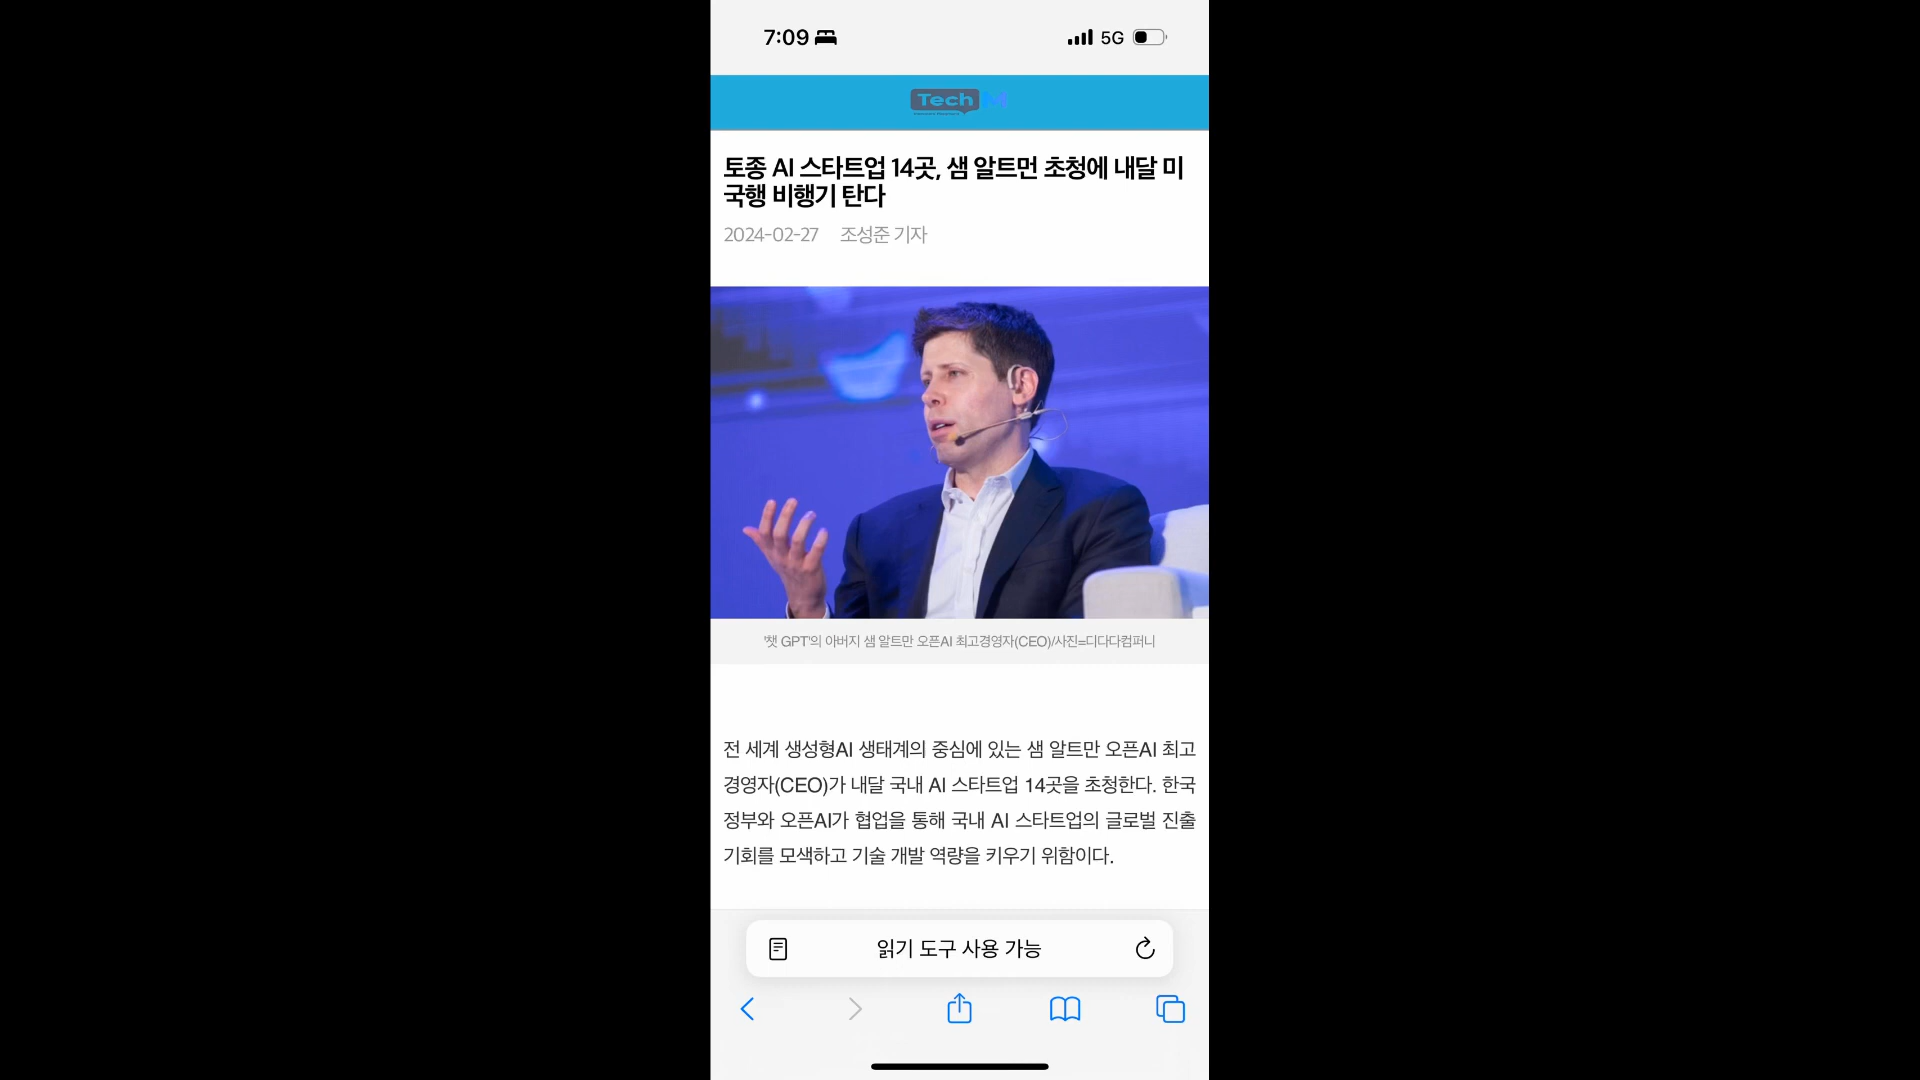 7:09
5G
Tech M
토종 AI 스타트업 14곳, 샘 알트먼 초청에 내달 미
국행 비행기 탄다
2024-02-27 조성준 기자
'챗 GPT'의 아버지 샘 알트만 오픈AI 최고경영자(CEO)/사진=디다다컴퍼니
전 세계 생성형AI 생태계의 중심에 있는 샘 알트만 오픈AI 최고
경영자(CEO)가 내달 국내 AI 스타트업 14곳을 초청한다. 한국
정부와 오픈AI가 협업을 통해 국내 AI 스타트업의 글로벌 진출
기회를 모색하고 기술 개발 역량을 키우기 위함이다.
읽기 도구 사용 가능